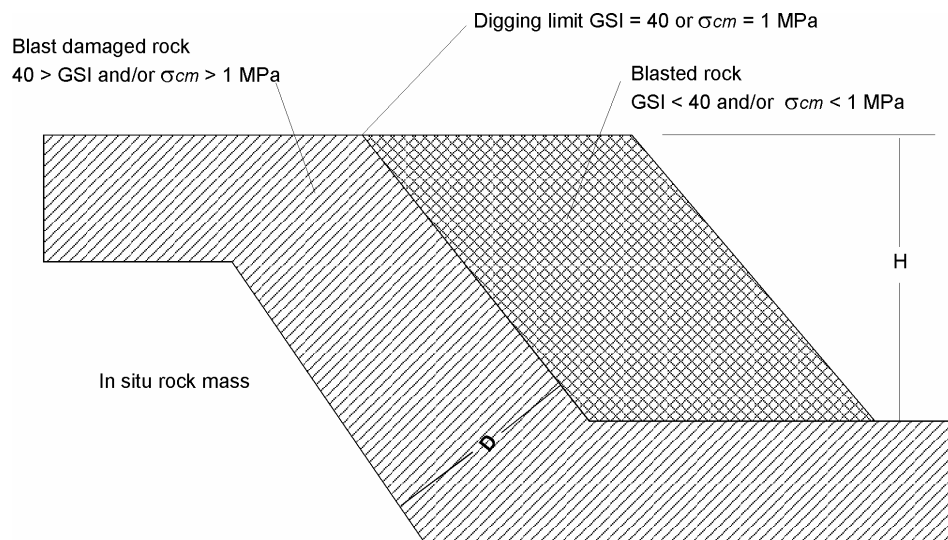 Digging limit GSI = 40 or σcm = 1 MPa
Blast damaged rock
40 > GSI and/or σcm > 1 MPa
Blasted rock
GSI < 40 and/or σcm < 1 MPa
H
In situ rock mass
D